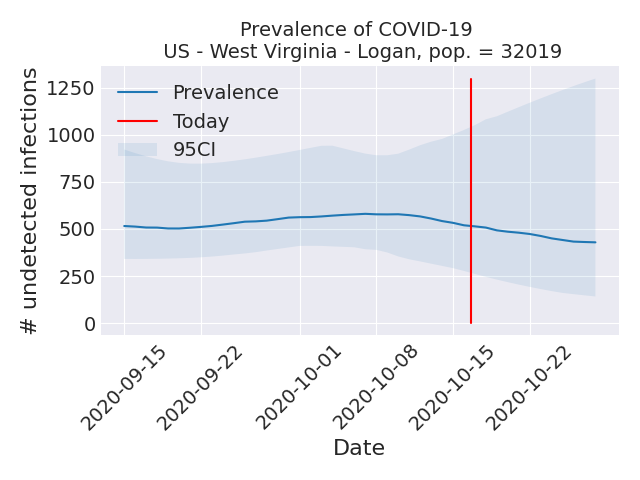 Prevalence of COVID-19
US - West Virginia - Logan, pop. = 32019
# undetected infections
1250
1000
750
500
250
0
Prevalence
Today
95CI
2020-09-15
2020-09-22
2020-10-01
2020-10-08
2020-10-15
2020-10-22
Date